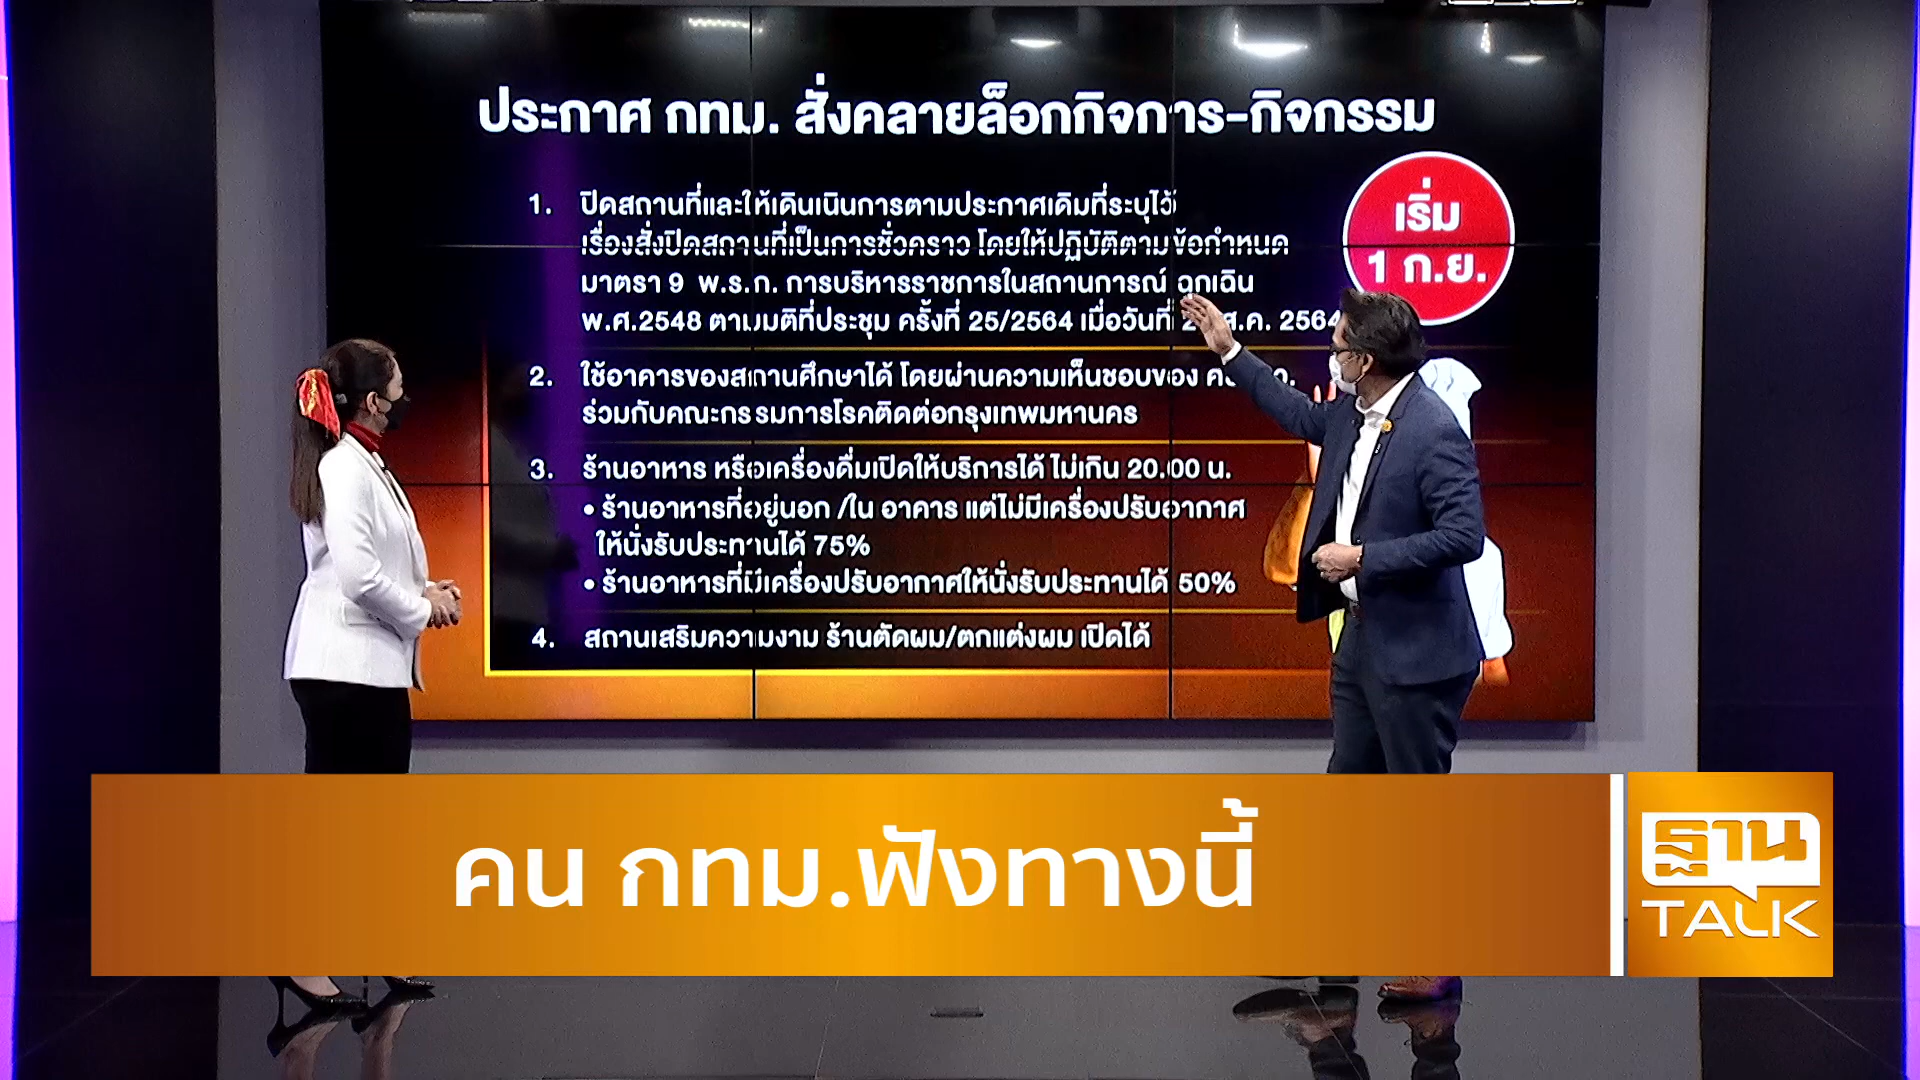 ประกาศ กทม. สั่งคลายล็อกกิจการ-กิจกรรม
เริ่ม
1 ก.ย.
1. ปิดสถานที่และให้เดินเนินการตามประกาศเดิมที่ระบุไว้
เรื่องสั่งปิดสถานที่เป็นการชั่วคราว โดยให้ปฏิบัติตามข้อกำหนด
มาตรา 9 พ.ร.ก. การบริหารราชการในสถานการณ์ ฉุกเฉิน
พ.ศ.2548 ตามมติที่ประชุม ครั้งที่ 25/2564 เมื่อวันที่ ส.ค. 2564
2. ใช้อาคารของสถานศึกษาได้ โดยผ่านความเห็นชอบของ
ร่วมกับคณะกรรมการโรคติดต่อกรุงเทพมหานคร
3. ร้านอาหาร หรือเครื่องดื่มเปิดให้บริการได้ ไม่เกิน 20.00 น.
• ร้านอาหารที่อยู่นอก /ใน อาคาร แต่ไม่มีเครื่องปรับอากาศ
ให้นั่งรับประทานได้ 75%
• ร้านอาหารที่มีเครื่องปรับอากาศให้นั่งรับประทานได้ 50%
4. สถานเสริมความงาม ร้านตัดผม/ตกแต่งผม เปิดได้
คน กทม.ฟังทางนี้
ฐาน
TALK